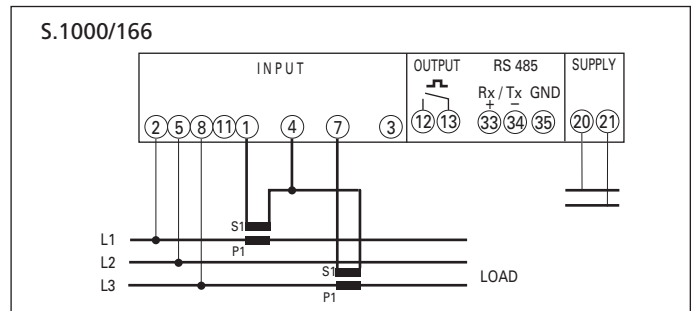 S.1000/166
INPUT OUTPUT RS 485 SUPPLY
Rx / Tx GND
+ −
2 5 8 11 1 4 7 3 12 13 33 34 35 20 21
S1
L1
P1
L2
S1 LOAD
L3
P1